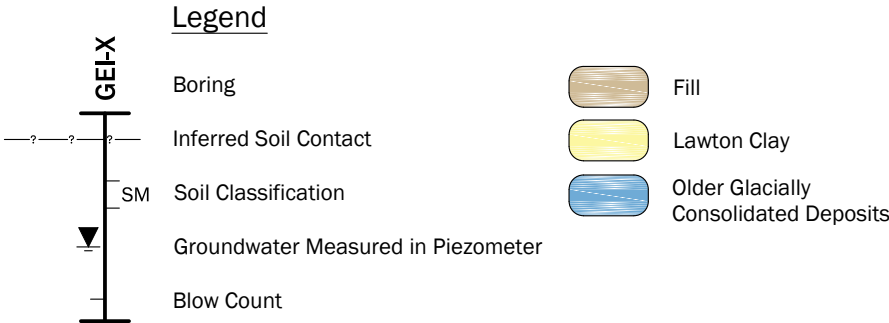 Legend
GEI-X
Boring
? ? ?
Inferred Soil Contact
SM
Soil Classification
Groundwater Measured in Piezometer
Blow Count
Fill
Lawton Clay
Older Glacially
Consolidated Deposits